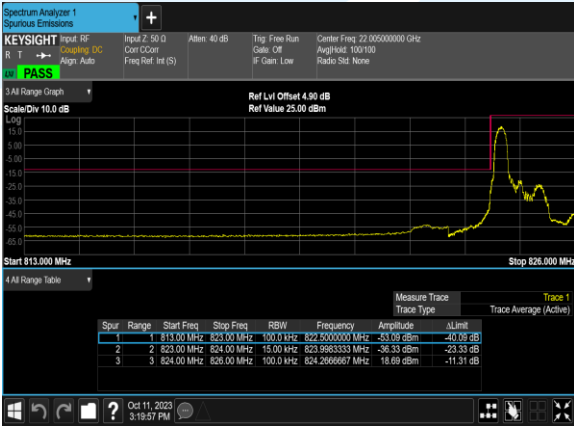 Spectrum Analyzer 1
Spurious Emissions
+
KEYSIGHT Input: RF Input Z: 50 Ω Atten: 40 dB Trig: Free Run Center Freq: 22.005000000 GHz
R T Coupling: DC Corr CCorr Gate: Off Avg|Hold: 100/100
Align: Auto Freq Ref: Int (S) IF Gain: Low Radio Std: None
LM PASS
3 All Range Graph
Ref Lvl Offset 4.90 dB
Scale/Div 10.0 dB Ref Value 25.00 dBm
Log
15.0
5.00
-5.00
-15.0
-25.0
-35.0
-45.0
-55.0
-65.0
Start 813.000 MHz Stop 826.000 MHz
4 All Range Table
Measure Trace Trace 1
Trace Type Trace Average (Active)
Spur Range Start Freq Stop Freq RBW Frequency Amplitude ΔLimit
1 1 813.00 MHz 823.00 MHz 100.0 kHz 822.5000000 MHz -53.09 dBm -40.09 dB
2 2 823.00 MHz 824.00 MHz 15.00 kHz 823.9983333 MHz -36.33 dBm -23.33 dB
3 3 824.00 MHz 826.00 MHz 100.0 kHz 824.2666667 MHz 18.69 dBm -11.31 dB
? Oct 11, 2023
3:19:57 PM